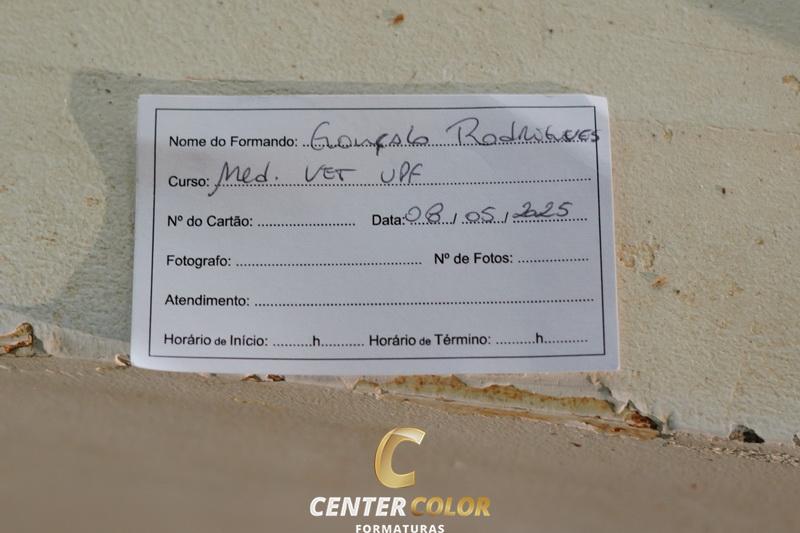 Nome do Formando: Gonçalo Rodrigues
Curso: Med. VET UPF
Nº do Cartão: .................... Data: 08 / 05 / 2025
Fotografo: ........................................ Nº de Fotos: ...............
Atendimento: ........................................................................
Horário de Início: .........h.......... Horário de Término: .........h..........
C
CENTER COLOR
FORMATURAS